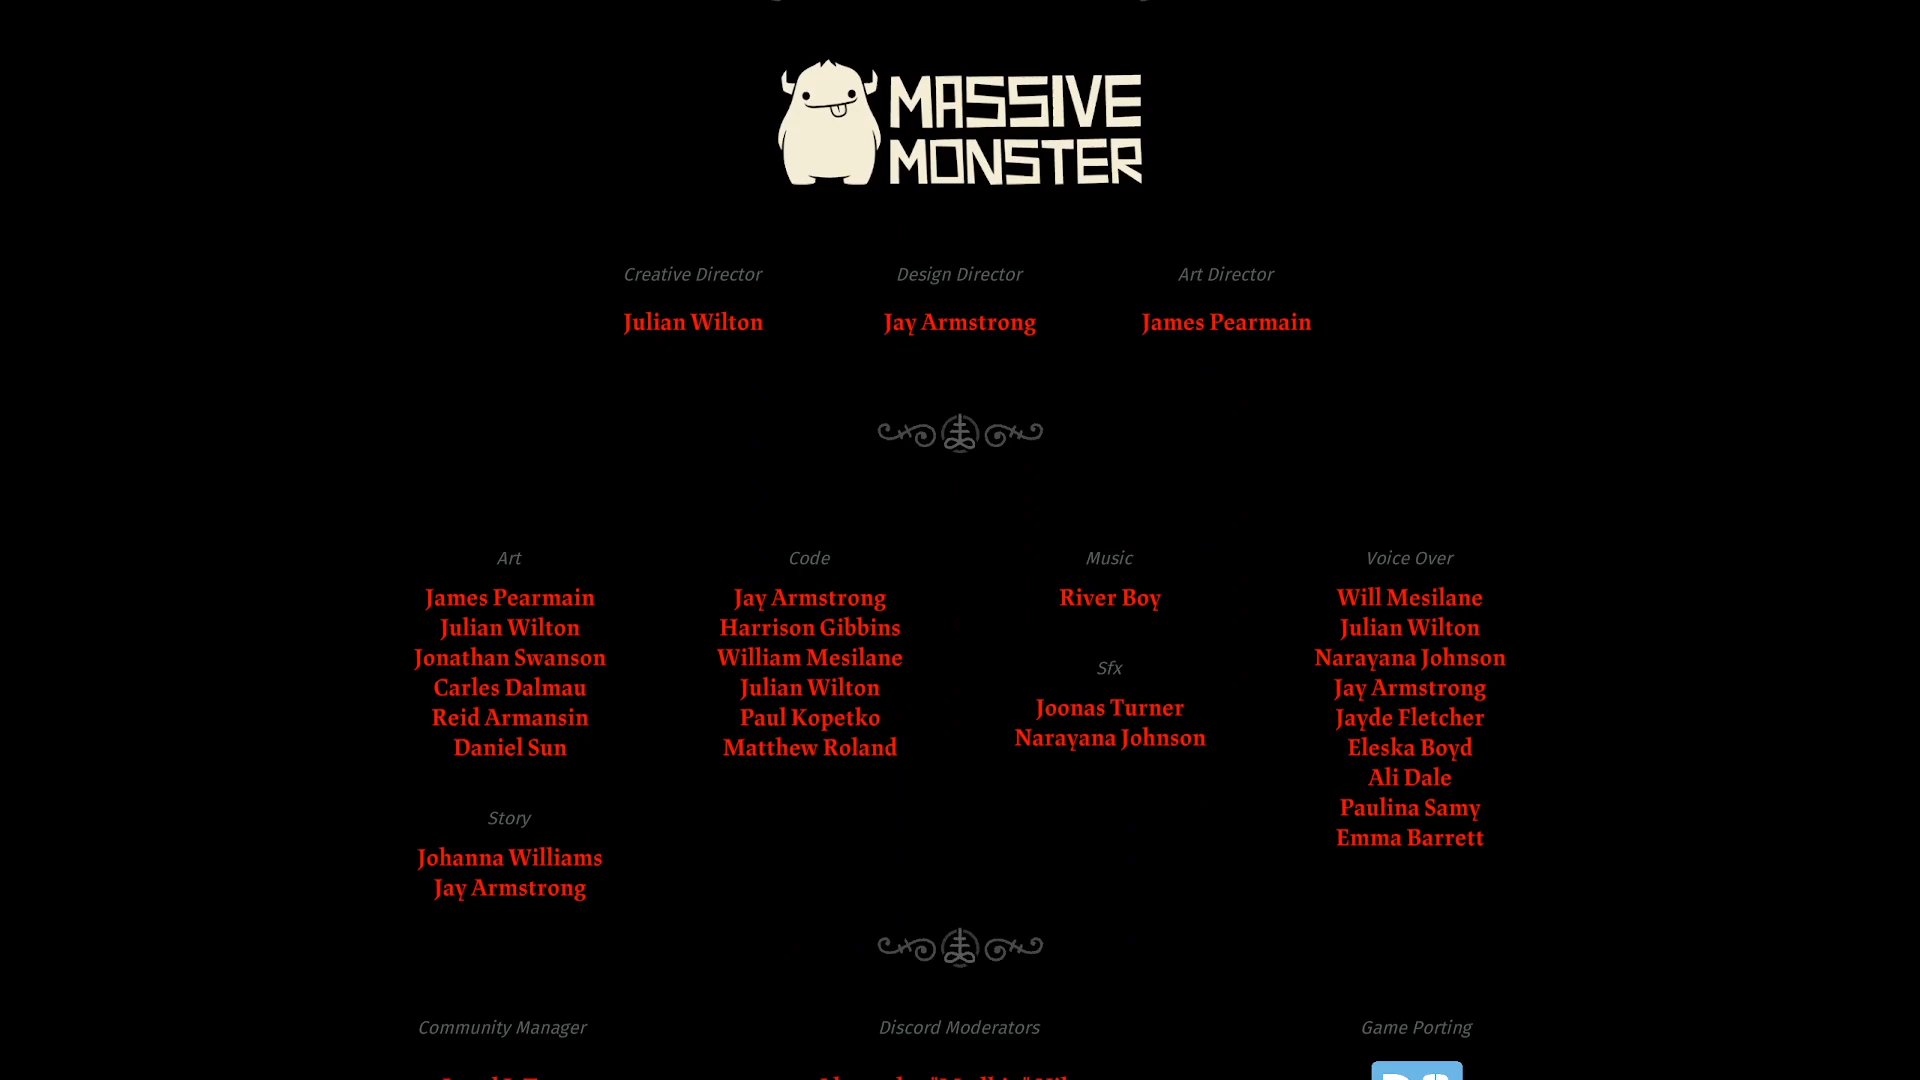 MASSIVE
MONSTER
Creative Director
Julian Wilton
Design Director
Jay Armstrong
Art Director
James Pearmain
Art
James Pearmain
Julian Wilton
Jonathan Swanson
Carles Dalmau
Reid Armansin
Daniel Sun
Story
Johanna Williams
Jay Armstrong
Code
Jay Armstrong
Harrison Gibbins
William Mesilane
Julian Wilton
Paul Kopetko
Matthew Roland
Music
River Boy
Sfx
Joonas Turner
Narayana Johnson
Voice Over
Will Mesilane
Julian Wilton
Narayana Johnson
Jay Armstrong
Jayde Fletcher
Eleska Boyd
Ali Dale
Paulina Samy
Emma Barrett
Community Manager
Discord Moderators
Game Porting